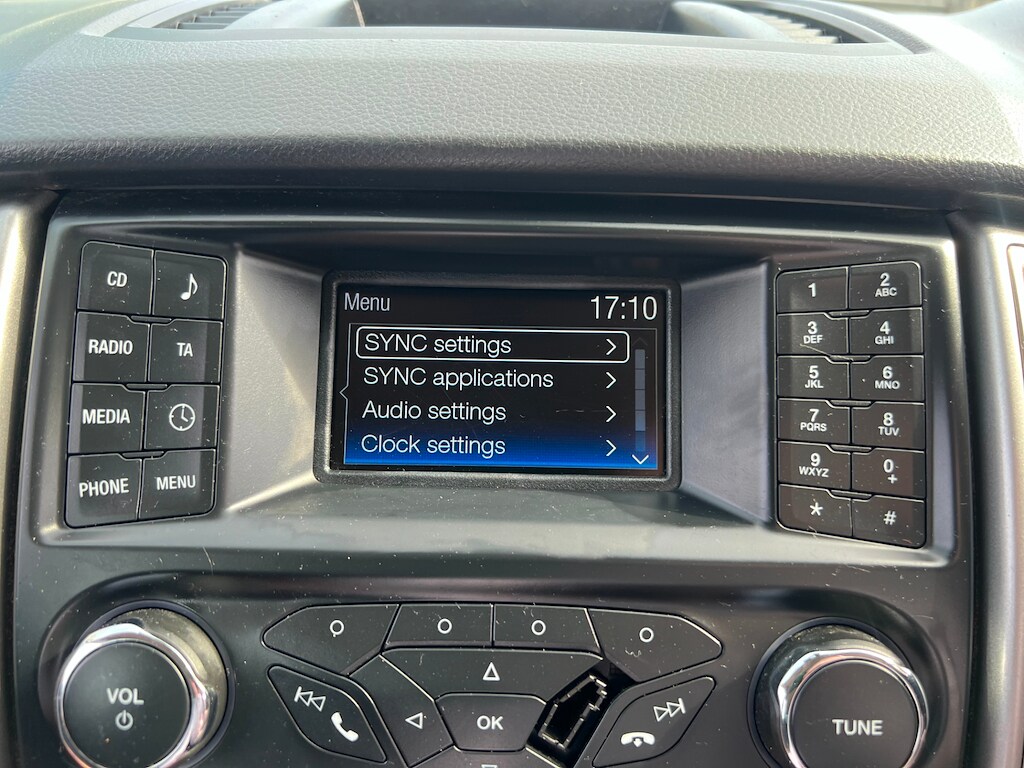 CD
RADIO
TA
MEDIA
PHONE
MENU
Menu
17:10
SYNC settings
SYNC applications
Audio settings
Clock settings
1
2
ABC
3
DEF
4
GHI
5
JKL
6
MNO
7
PQRS
8
TUV
9
WXYZ
0
+
*
#
VOL
OK
TUNE